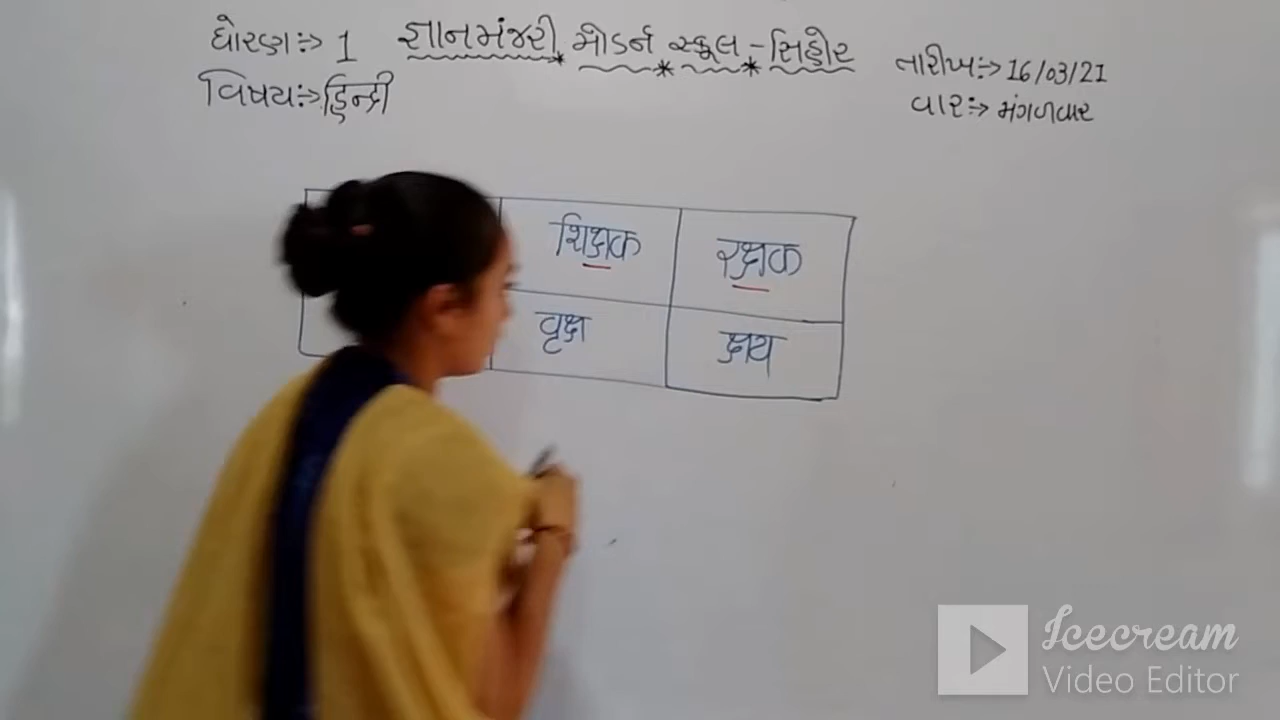 ધોરણ:-> 1
જ્ઞાનમંજરી મોડર્ન સ્કૂલ - સિહોર
તારીખ:-> 16/03/21
વિષય:-> हिन्दी
વાર:-> મંગળવાર
शिक्षक रक्षक
वृक्ष क्षय
Icecream
Video Editor